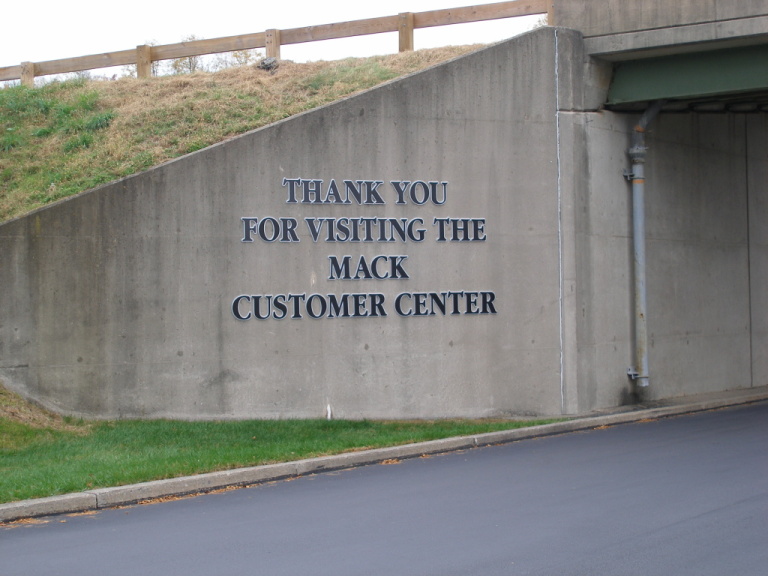 THANK YOU
FOR VISITING THE
MACK
CUSTOMER CENTER